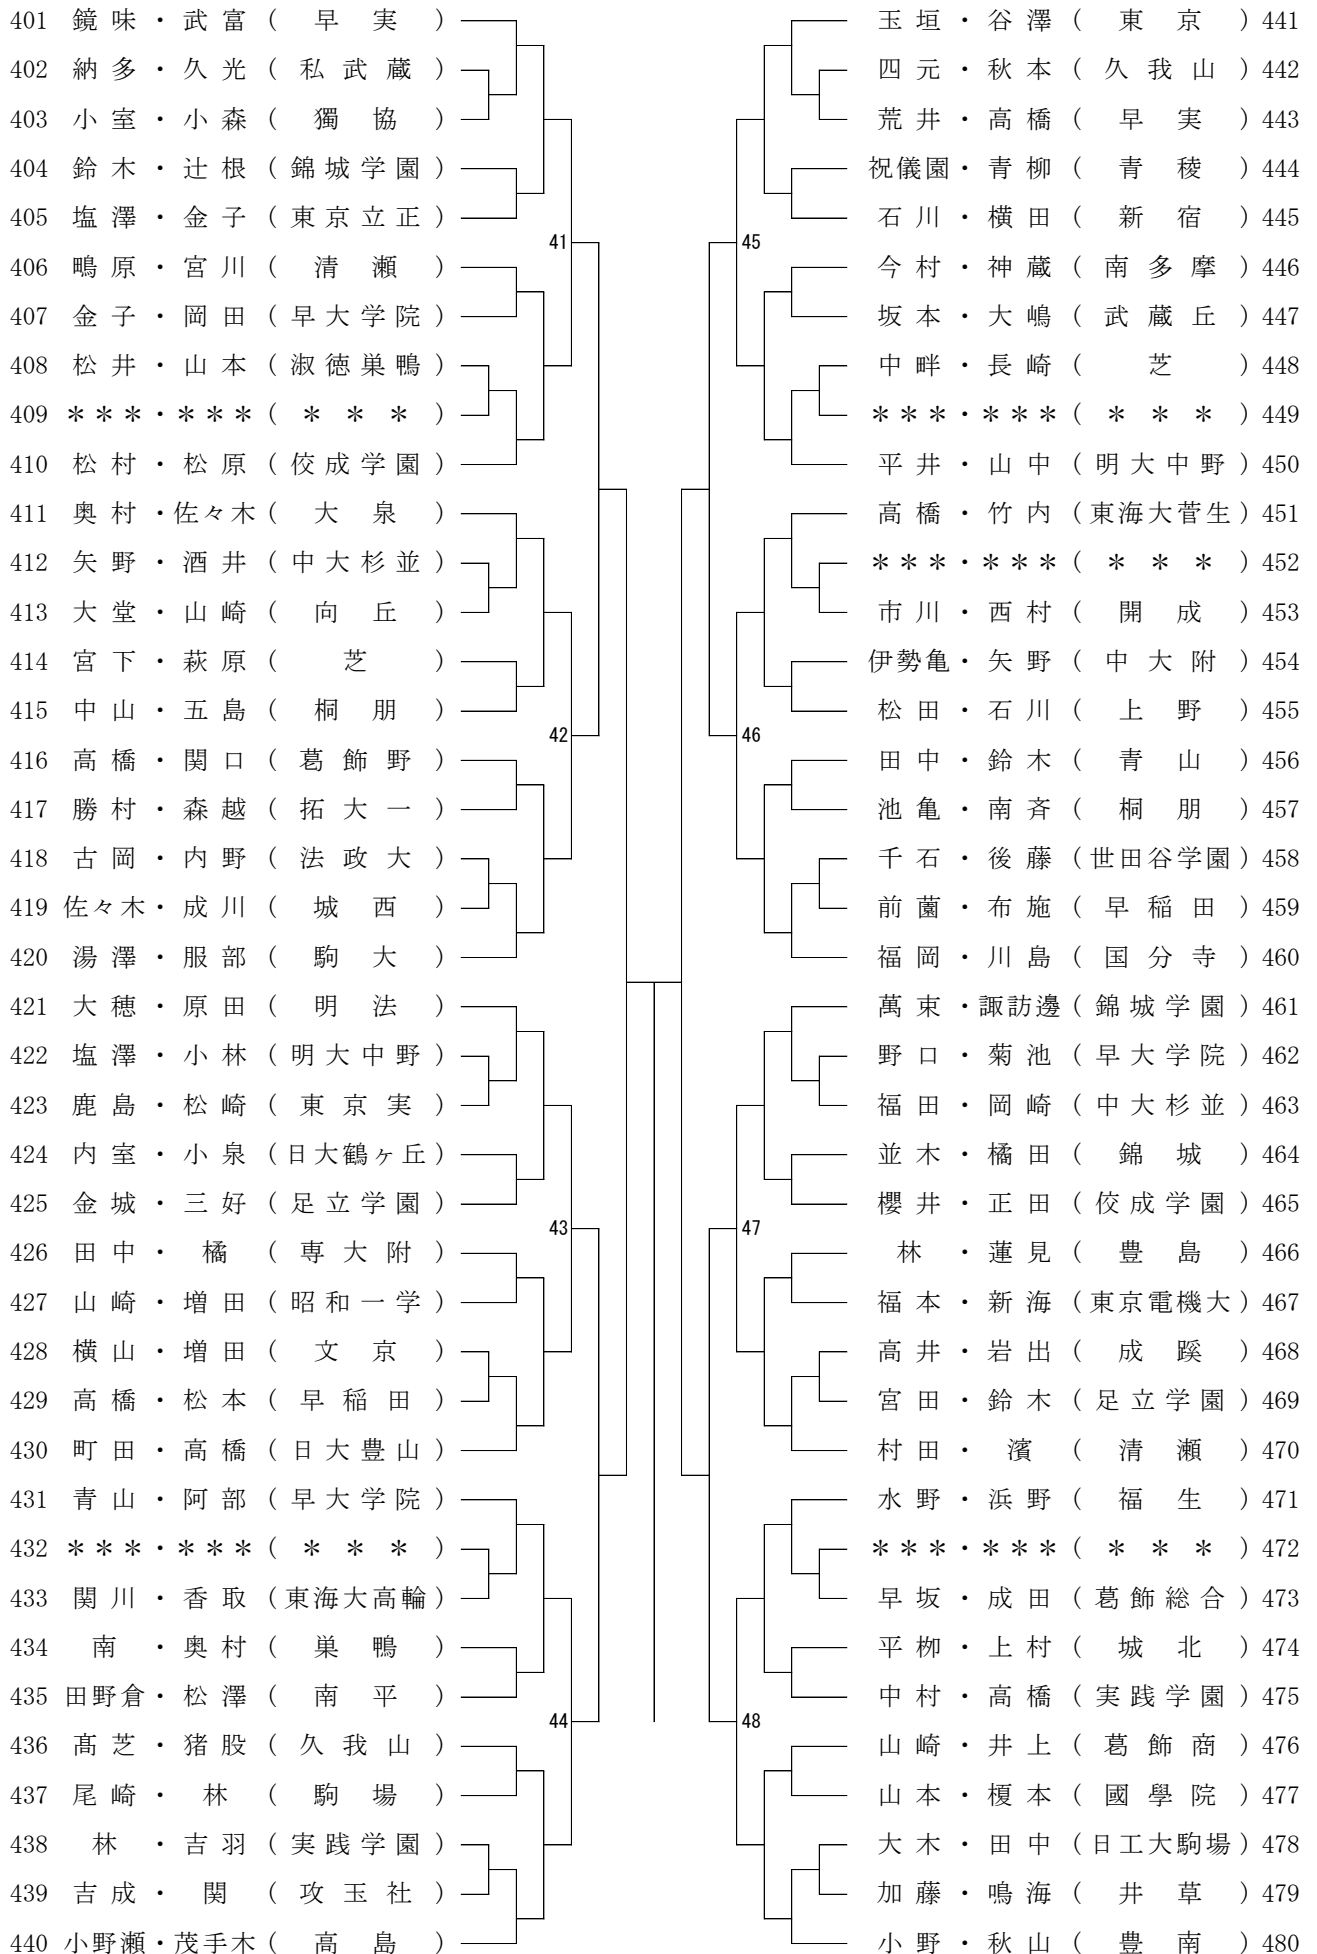 401 鏡味・武富(早実)
402 納多・久光(私武蔵)
403 小室・小森(獨協)
404 鈴木・辻根(錦城学園)
405 塩澤・金子(東京立正)
41
406 鴫原・宮川(清瀬)
407 金子・岡田(早大学院)
408 松井・山本(淑徳巣鴨)
409 ***・***(***)
410 松村・松原(佼成学園)
411 奥村・佐々木(大泉)
412 矢野・酒井(中大杉並)
413 大堂・山崎(向丘)
414 宮下・萩原(芝)
415 中山・五島(桐朋)
42
416 高橋・関口(葛飾野)
417 勝村・森越(拓大一)
418 古岡・内野(法政大)
419 佐々木・成川(城西)
420 湯澤・服部(駒大)
421 大穂・原田(明法)
422 塩澤・小林(明大中野)
423 鹿島・松崎(東京実)
424 内室・小泉(日大鶴ヶ丘)
425 金城・三好(足立学園)
43
426 田中・橘(専大附)
427 山崎・増田(昭和一学)
428 横山・増田(文京)
429 高橋・松本(早稲田)
430 町田・高橋(日大豊山)
431 青山・阿部(早大学院)
432 ***・***(***)
433 関川・香取(東海大高輪)
434 南・奥村(巣鴨)
435 田野倉・松澤(南平)
44
436 髙芝・猪股(久我山)
437 尾崎・林(駒場)
438 林・吉羽(実践学園)
439 吉成・関(攻玉社)
440 小野瀬・茂手木(高島)
玉垣・谷澤(東京)441
四元・秋本(久我山)442
荒井・高橋(早実)443
祝儀園・青柳(青稜)444
石川・横田(新宿)445
45
今村・神蔵(南多摩)446
坂本・大嶋(武蔵丘)447
中畔・長崎(芝)448
***・***(***)449
平井・山中(明大中野)450
高橋・竹内(東海大菅生)451
***・***(***)452
市川・西村(開成)453
伊勢亀・矢野(中大附)454
松田・石川(上野)455
46
田中・鈴木(青山)456
池亀・南斉(桐朋)457
千石・後藤(世田谷学園)458
前薗・布施(早稲田)459
福岡・川島(国分寺)460
萬束・諏訪邊(錦城学園)461
野口・菊池(早大学院)462
福田・岡崎(中大杉並)463
並木・橘田(錦城)464
櫻井・正田(佼成学園)465
47
林・蓮見(豊島)466
福本・新海(東京電機大)467
高井・岩出(成蹊)468
宮田・鈴木(足立学園)469
村田・濱(清瀬)470
水野・浜野(福生)471
***・***(***)472
早坂・成田(葛飾総合)473
平栁・上村(城北)474
中村・高橋(実践学園)475
48
山崎・井上(葛飾商)476
山本・榎本(國學院)477
大木・田中(日工大駒場)478
加藤・鳴海(井草)479
小野・秋山(豊南)480